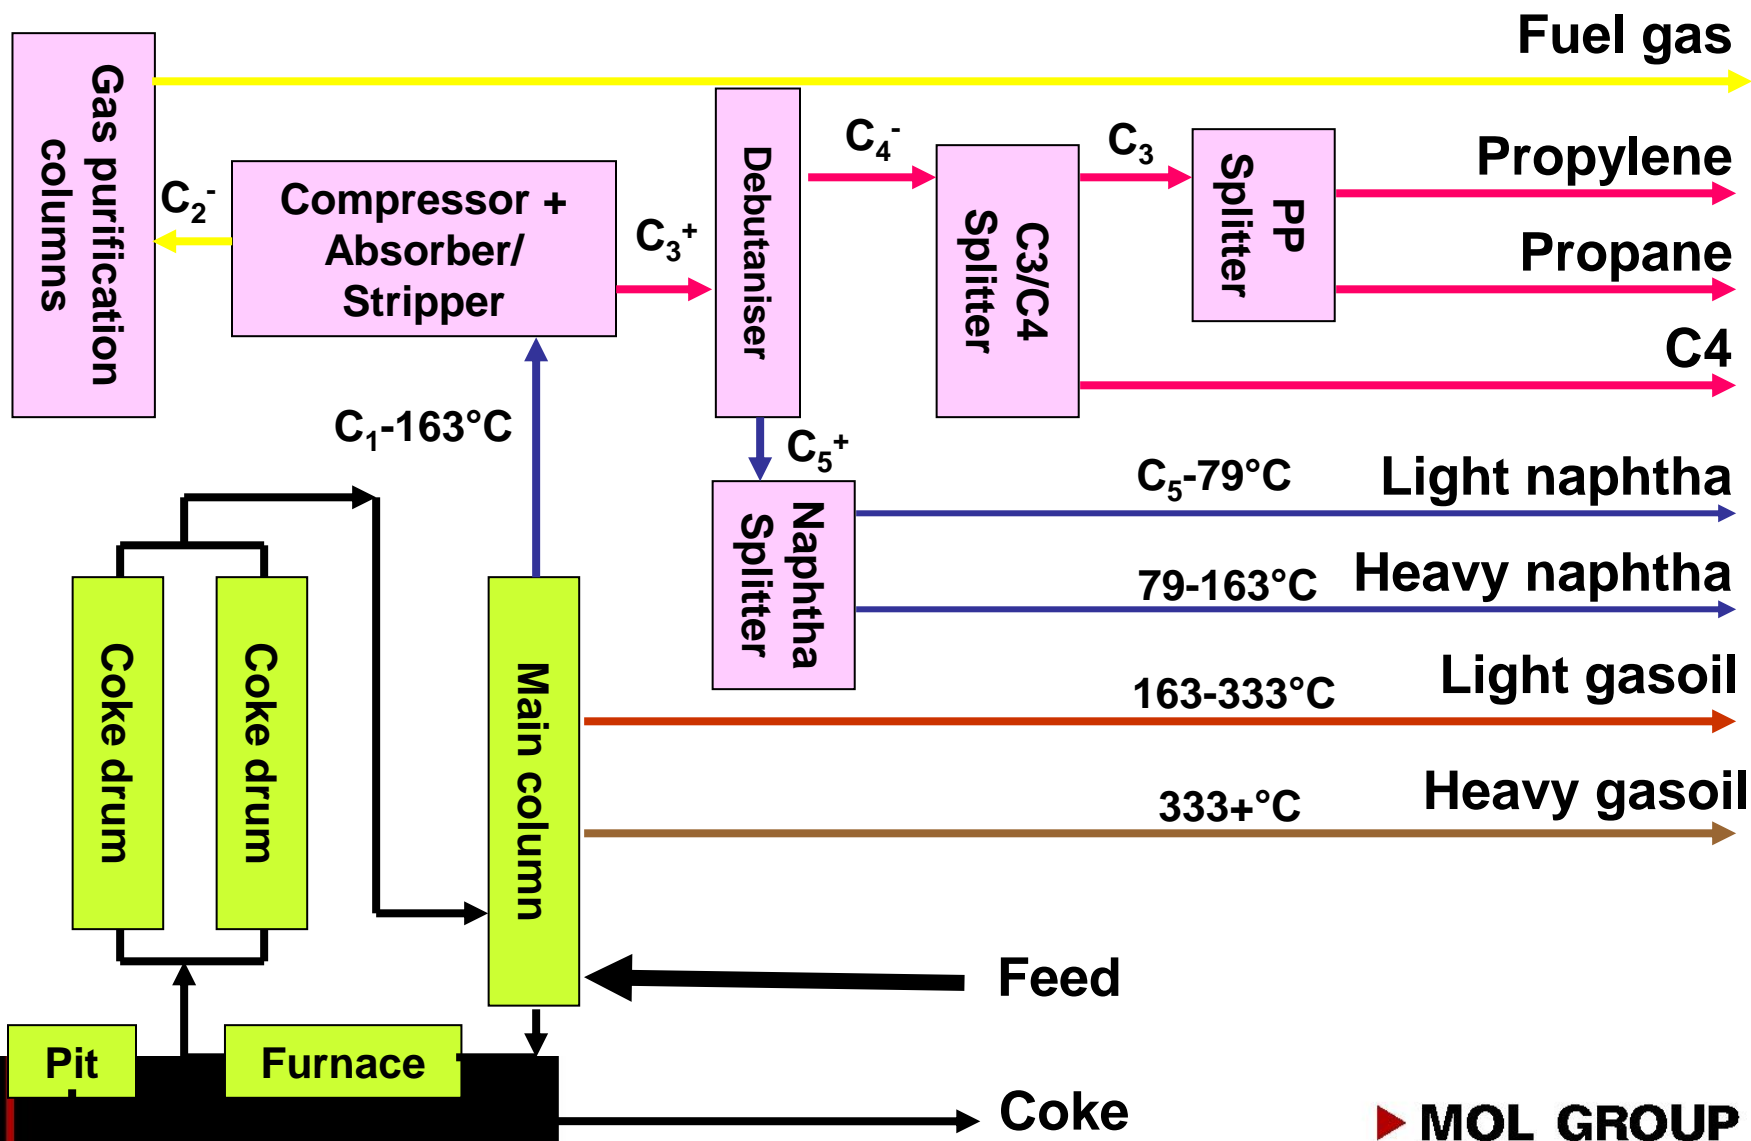 Fuel gas
Gas purification
columns
C₂⁻
Compressor +
Absorber/
Stripper
C₃⁺
Debutaniser
C₄⁻
C3/C4
Splitter
C₃
PP
Splitter
Propylene
Propane
C4
C₁-163°C
C₅⁺
Naphtha
Splitter
C₅-79°C
Light naphtha
79-163°C
Heavy naphtha
Coke drum
Coke drum
Main column
163-333°C
Light gasoil
333+°C
Heavy gasoil
Feed
Pit
Furnace
Coke
MOL GROUP